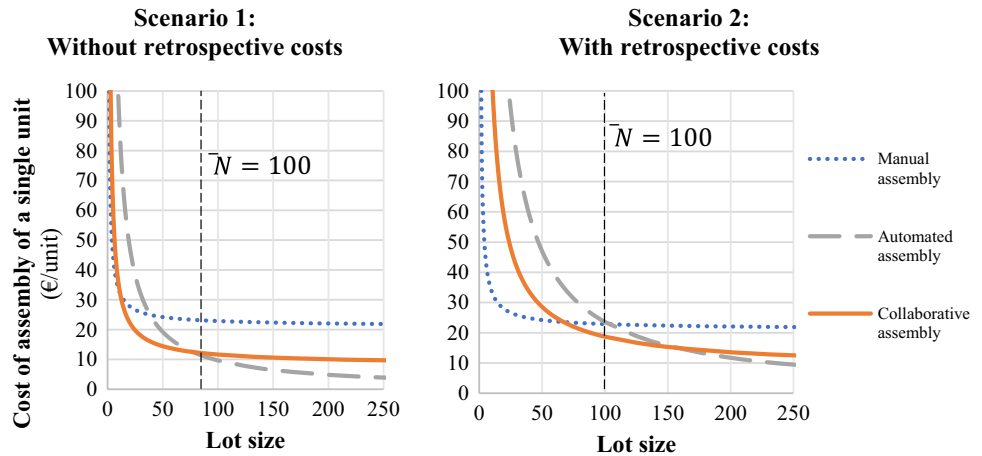 Scenario 1:
Without retrospective costs
Cost of assembly of a single unit
(€/unit)
100
90
80
70
60
50
40
30
20
10
0
0 50 100 150 200 250
Lot size
N̅ = 100
Scenario 2:
With retrospective costs
100
90
80
70
60
50
40
30
20
10
0
0 50 100 150 200 250
Lot size
N̅ = 100
Manual
assembly
Automated
assembly
Collaborative
assembly